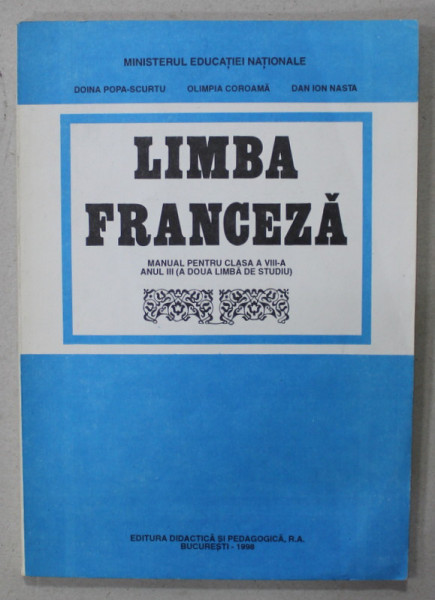 MINISTERUL EDUCAȚIEI NAȚIONALE
DOINA POPA-SCURTU OLIMPIA COROAMĂ DAN ION NASTA
LIMBA
FRANCEZĂ
MANUAL PENTRU CLASA A VIII-A
ANUL III (A DOUA LIMBĂ DE STUDIU)
EDITURA DIDACTICĂ ȘI PEDAGOGICĂ, R.A.
BUCUREȘTI - 1998